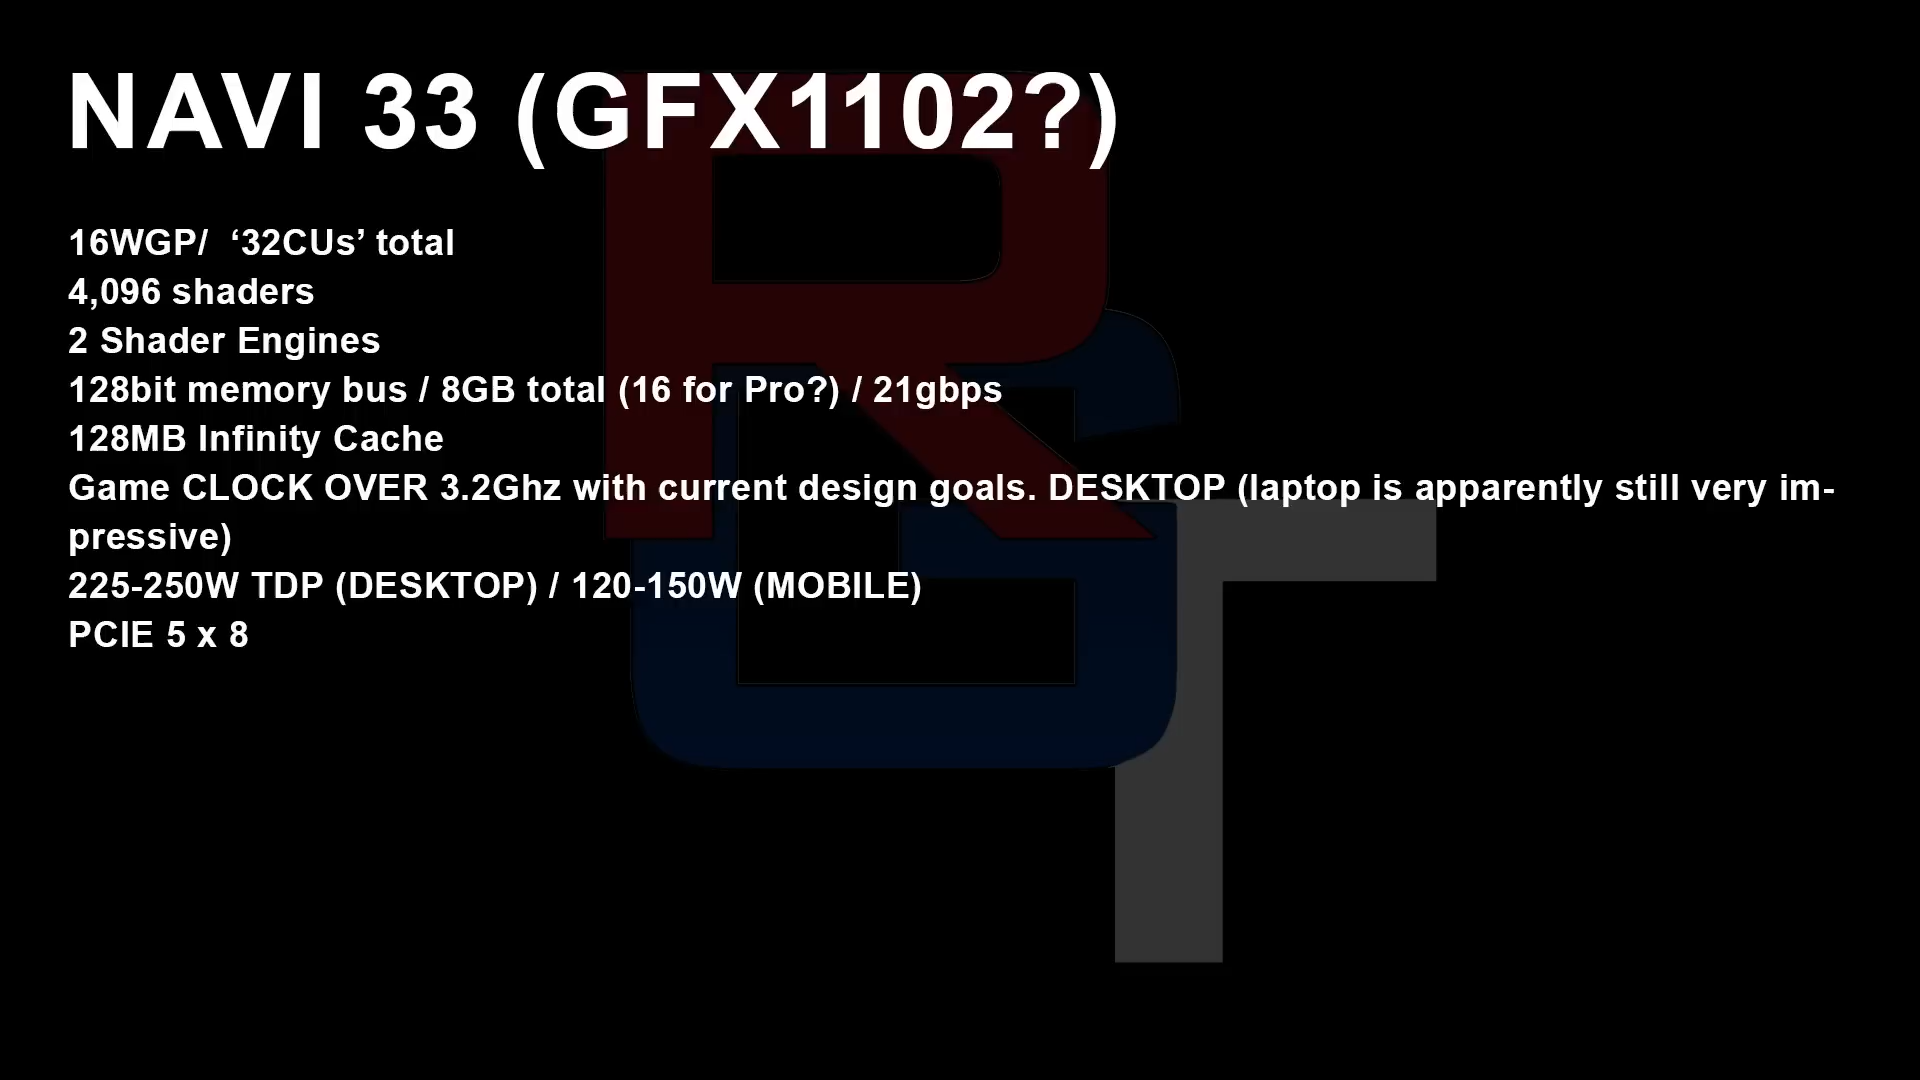 NAVI 33 (GFX1102?)
16WGP/  ‘32CUs’ total
4,096 shaders
2 Shader Engines
128bit memory bus / 8GB total (16 for Pro?) / 21gbps
128MB Infinity Cache
Game CLOCK OVER 3.2Ghz with current design goals. DESKTOP (laptop is apparently still very im-
pressive)
225-250W TDP (DESKTOP) / 120-150W (MOBILE)
PCIE 5 x 8
RGT